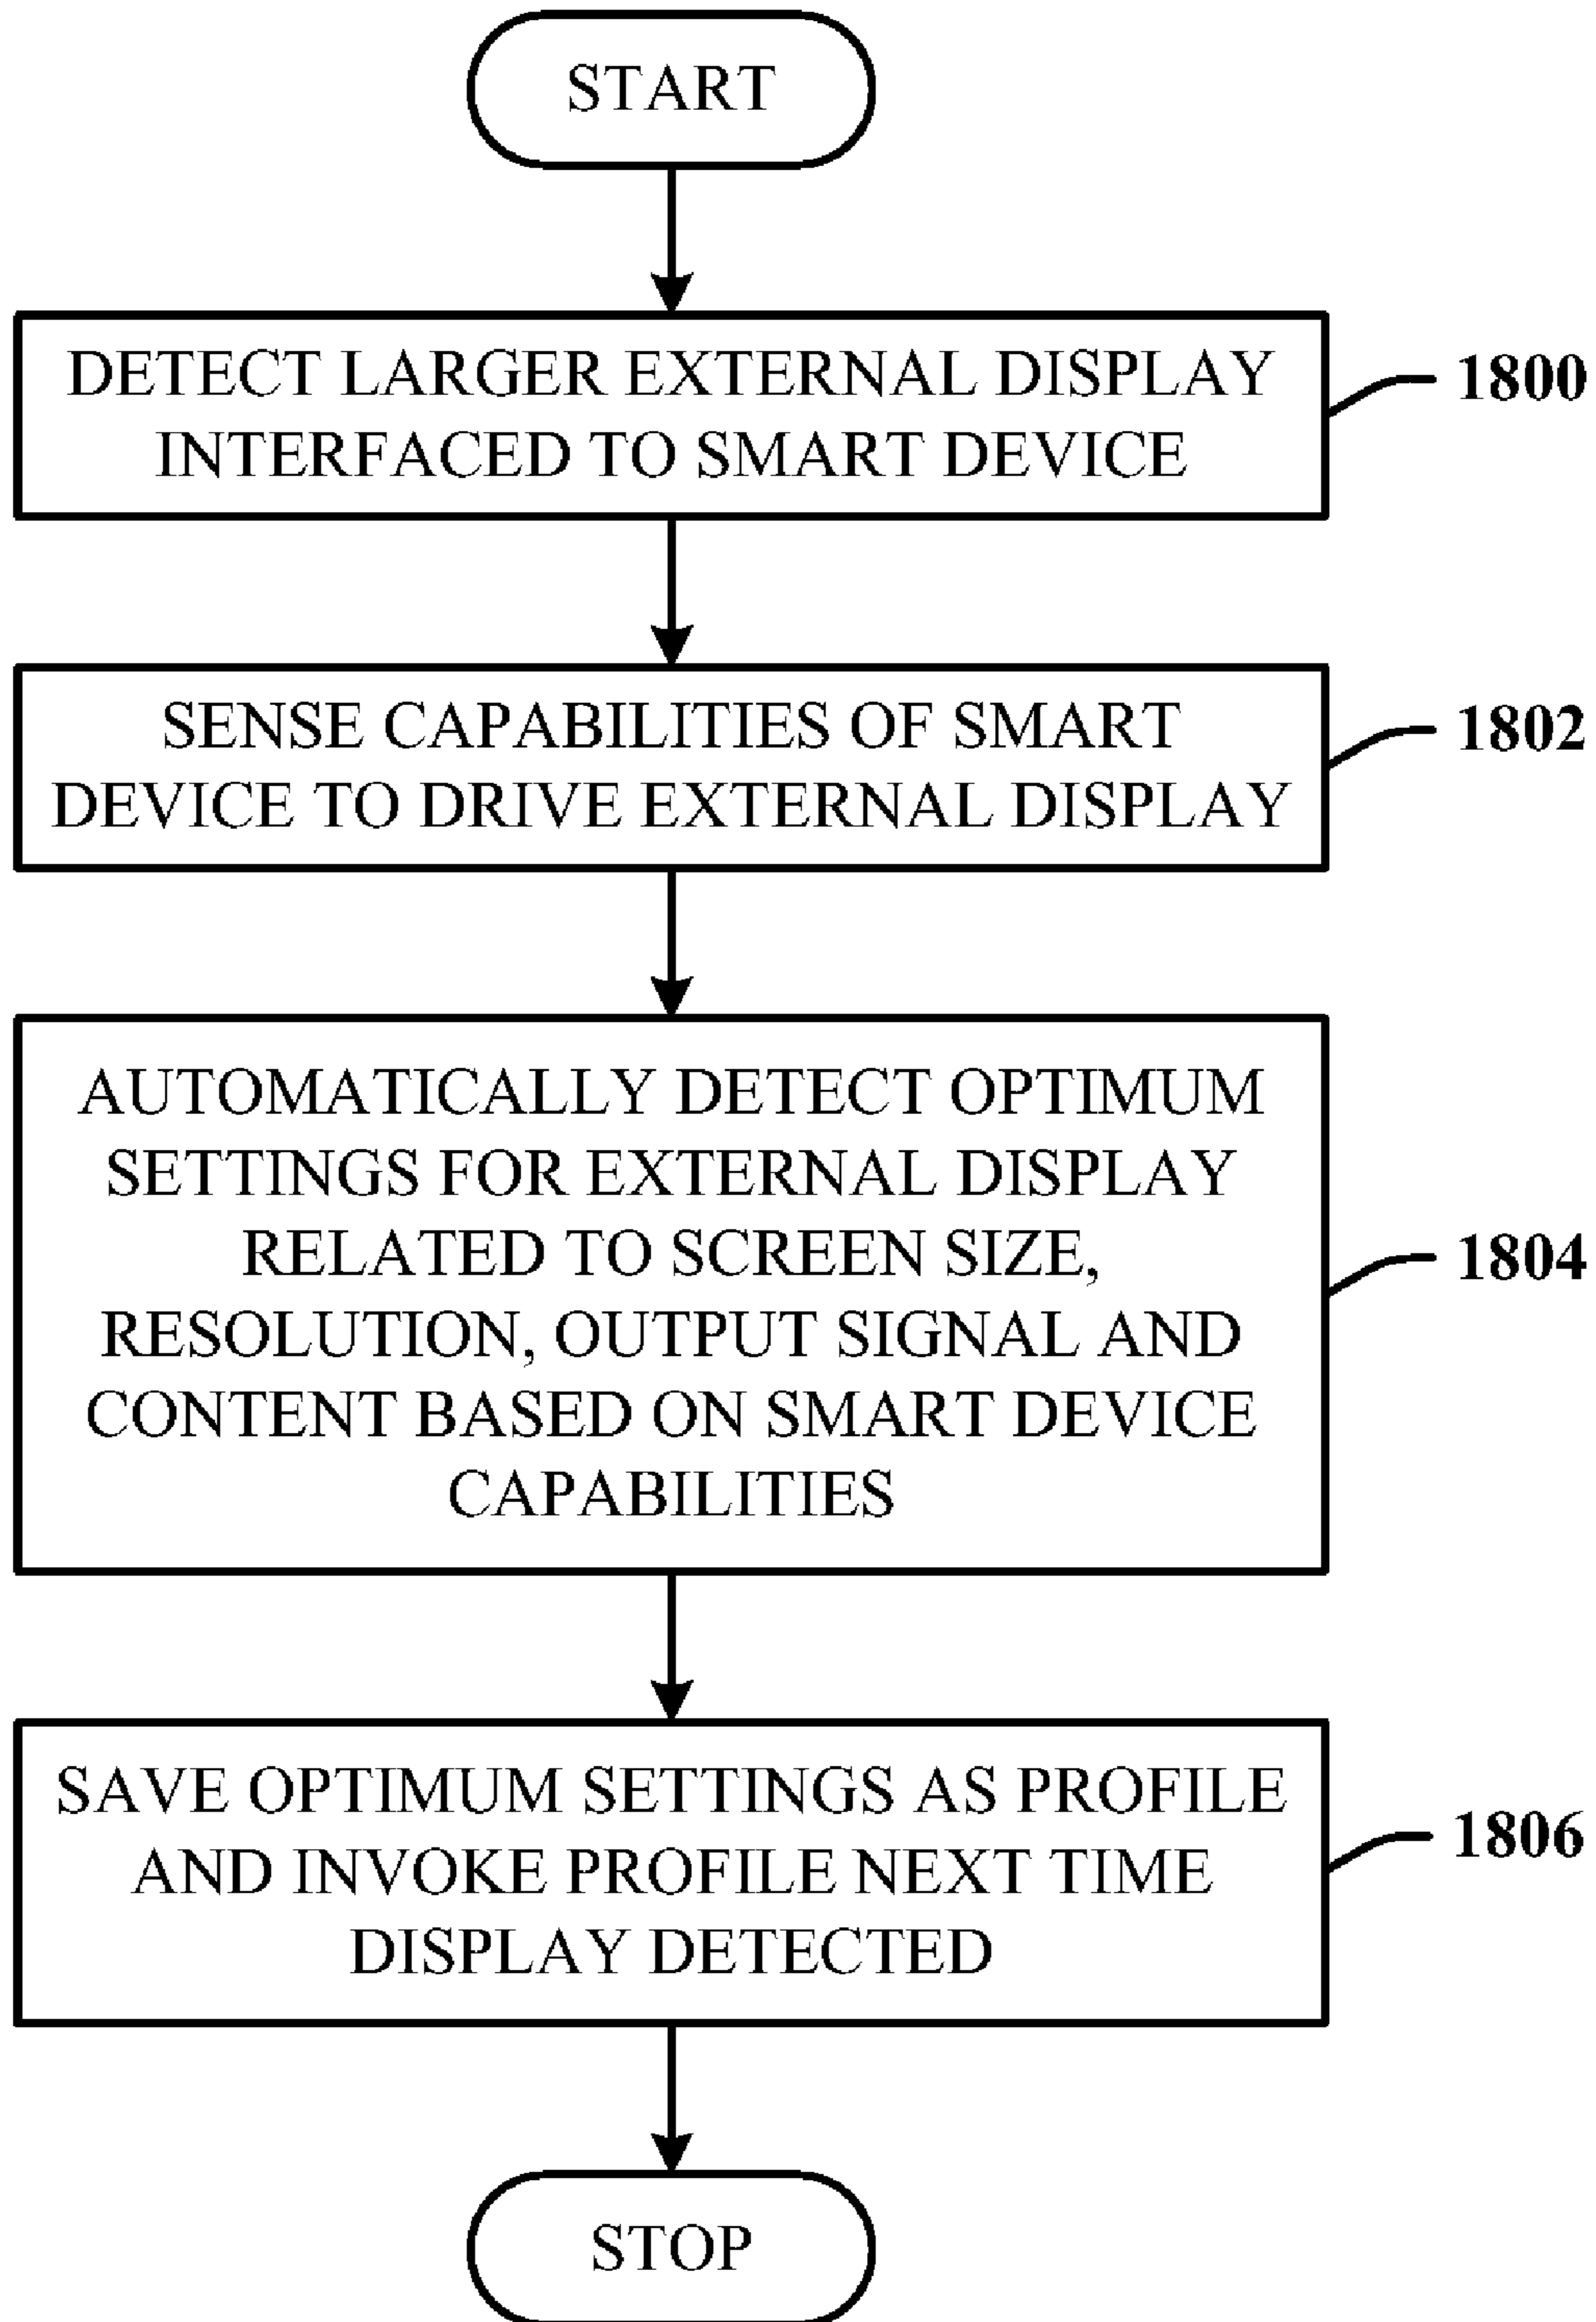 START
DETECT LARGER EXTERNAL DISPLAY
INTERFACED TO SMART DEVICE
1800
SENSE CAPABILITIES OF SMART
DEVICE TO DRIVE EXTERNAL DISPLAY
1802
AUTOMATICALLY DETECT OPTIMUM
SETTINGS FOR EXTERNAL DISPLAY
RELATED TO SCREEN SIZE,
RESOLUTION, OUTPUT SIGNAL AND
CONTENT BASED ON SMART DEVICE
CAPABILITIES
1804
SAVE OPTIMUM SETTINGS AS PROFILE
AND INVOKE PROFILE NEXT TIME
DISPLAY DETECTED
1806
STOP